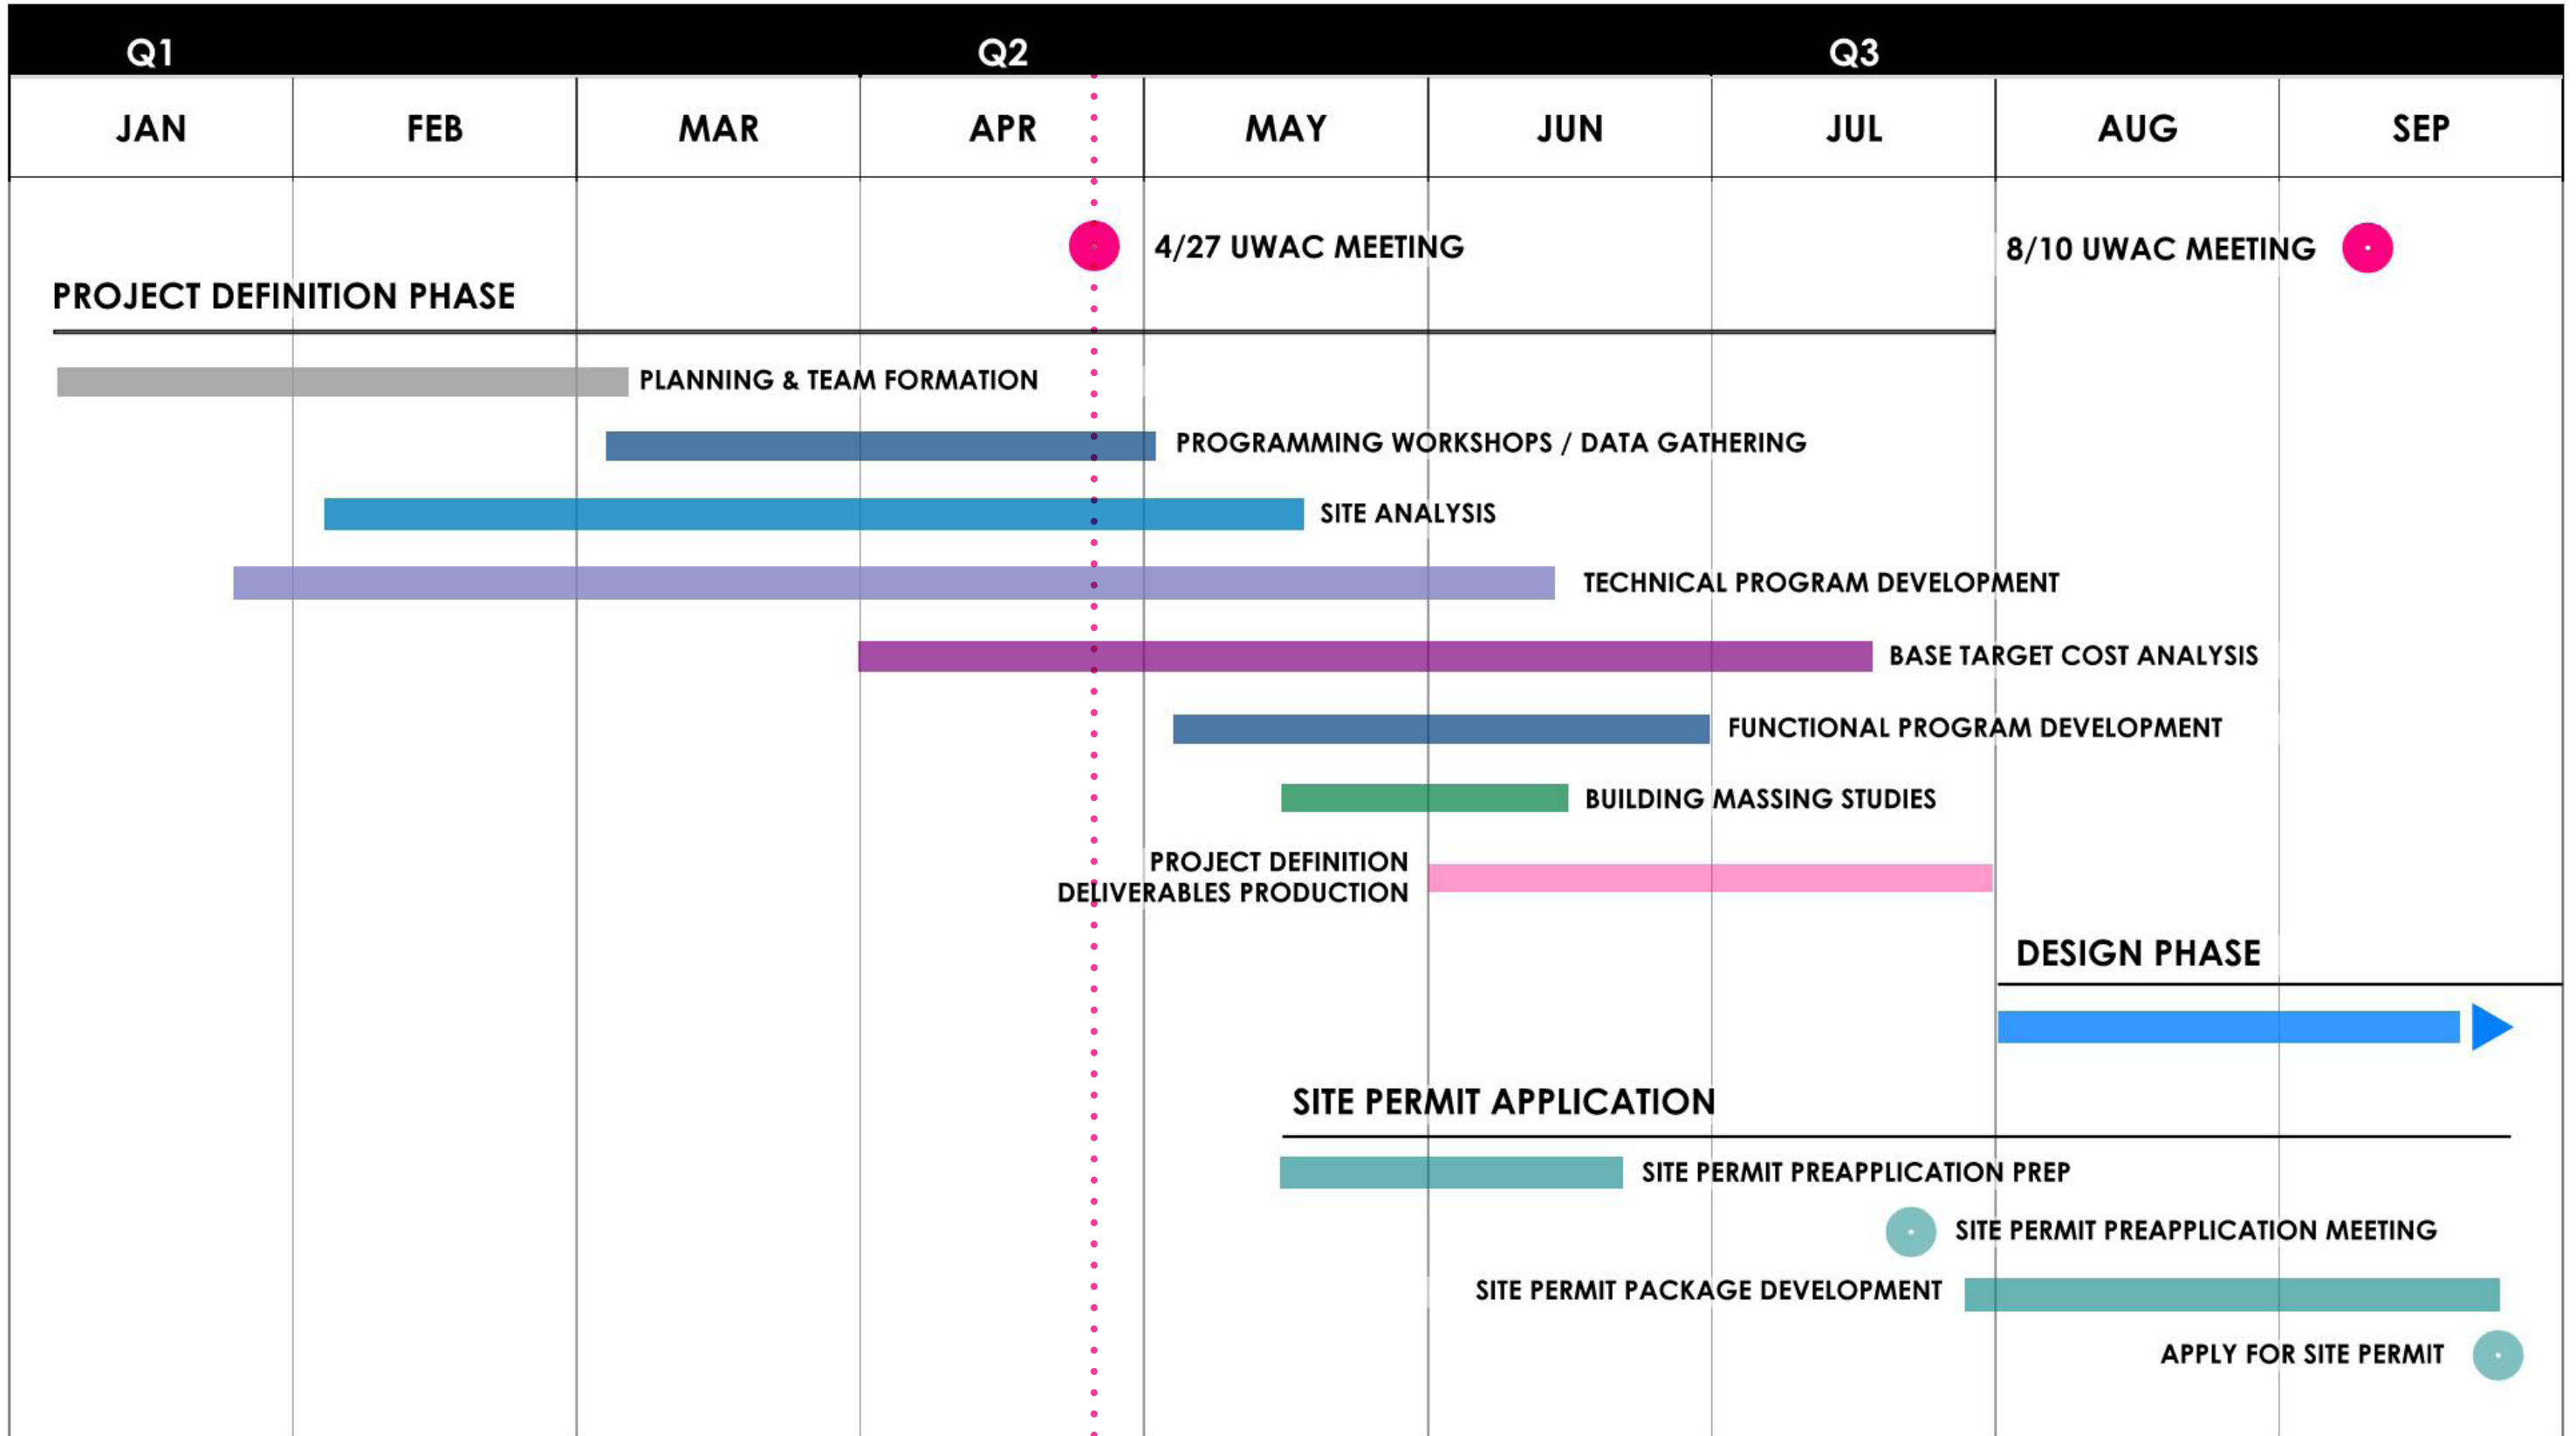 Q1 Q2 Q3
JAN FEB MAR APR MAY JUN JUL AUG SEP
4/27 UWAC MEETING
8/10 UWAC MEETING
PROJECT DEFINITION PHASE
PLANNING & TEAM FORMATION
PROGRAMMING WORKSHOPS / DATA GATHERING
SITE ANALYSIS
TECHNICAL PROGRAM DEVELOPMENT
BASE TARGET COST ANALYSIS
FUNCTIONAL PROGRAM DEVELOPMENT
BUILDING MASSING STUDIES
PROJECT DEFINITION
DELIVERABLES PRODUCTION
DESIGN PHASE
SITE PERMIT APPLICATION
SITE PERMIT PREAPPLICATION PREP
SITE PERMIT PREAPPLICATION MEETING
SITE PERMIT PACKAGE DEVELOPMENT
APPLY FOR SITE PERMIT